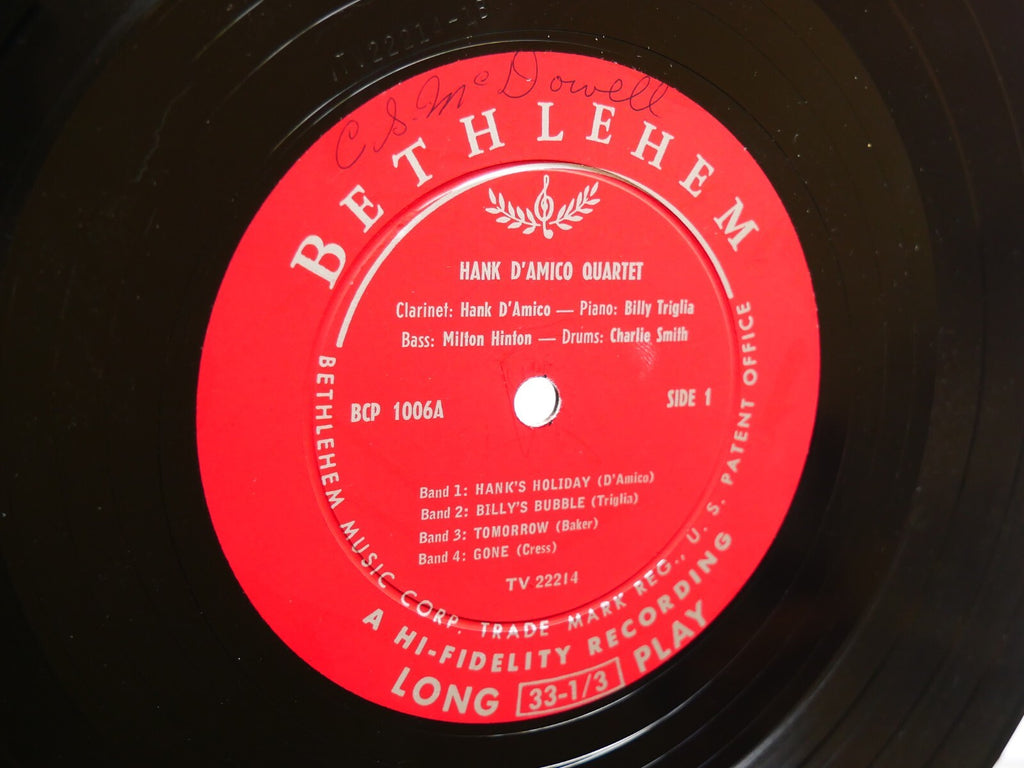 TV 22214-1B
C.S. McDowell
BETHLEHEM
HANK D'AMICO QUARTET
Clarinet: Hank D'Amico — Piano: Billy Triglia
Bass: Milton Hinton — Drums: Charlie Smith
BCP 1006A
SIDE 1
Band 1: HANK'S HOLIDAY (D'Amico)
Band 2: BILLY'S BUBBLE (Triglia)
Band 3: TOMORROW (Baker)
Band 4: GONE (Cress)
TV 22214
BETHLEHEM MUSIC CORP. TRADE MARK REG., U. S. PATENT OFFICE
A HI-FIDELITY RECORDING
LONG 33-1/3 PLAY